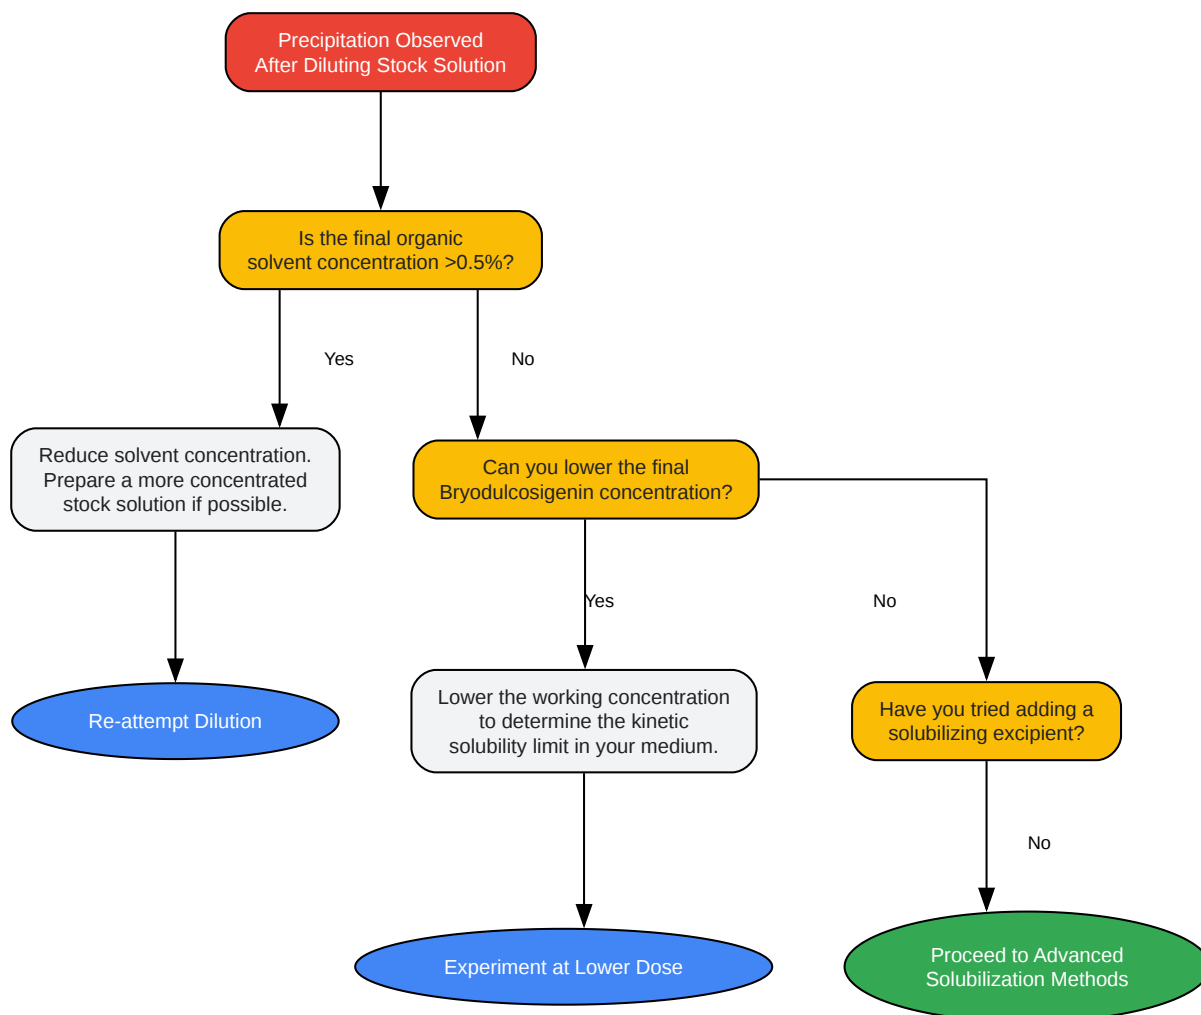 Precipitation Observed
After Diluting Stock Solution
Is the final organic
solvent concentration >0.5%?
Yes
No
Reduce solvent concentration.
Prepare a more concentrated
stock solution if possible.
Can you lower the final
Bryodulcosigenin concentration?
Yes
No
Re-attempt Dilution
Lower the working concentration
to determine the kinetic
solubility limit in your medium.
Have you tried adding a
solubilizing excipient?
No
Experiment at Lower Dose
Proceed to Advanced
Solubilization Methods